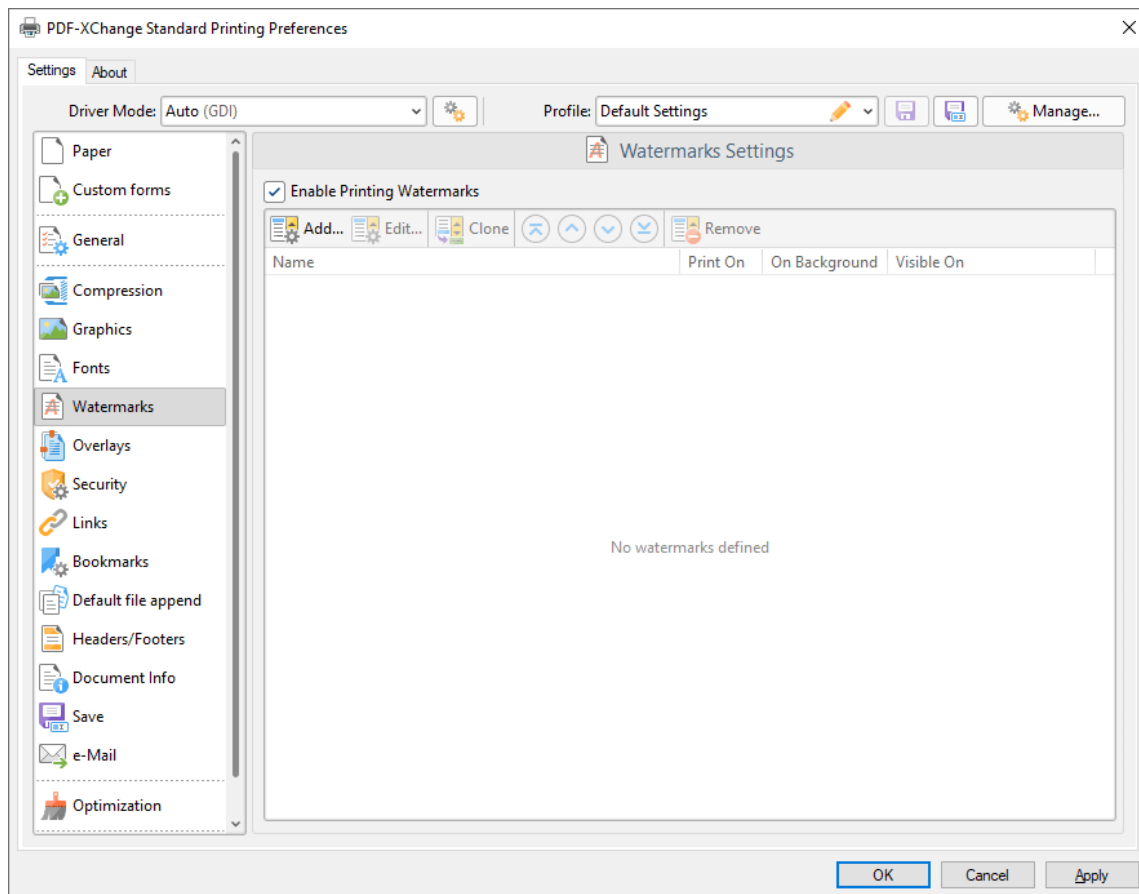 PDF-XChange Standard Printing Preferences
Settings About
Driver Mode: Auto (GDI) Profile: Default Settings Manage...
Paper
Custom forms
General
Compression
Graphics
Fonts
Watermarks
Overlays
Security
Links
Bookmarks
Default file append
Headers/Footers
Document Info
Save
e-Mail
Optimization
Watermarks Settings
Enable Printing Watermarks
Add... Edit... Clone Remove
Name Print On On Background Visible On
No watermarks defined
OK Cancel Apply